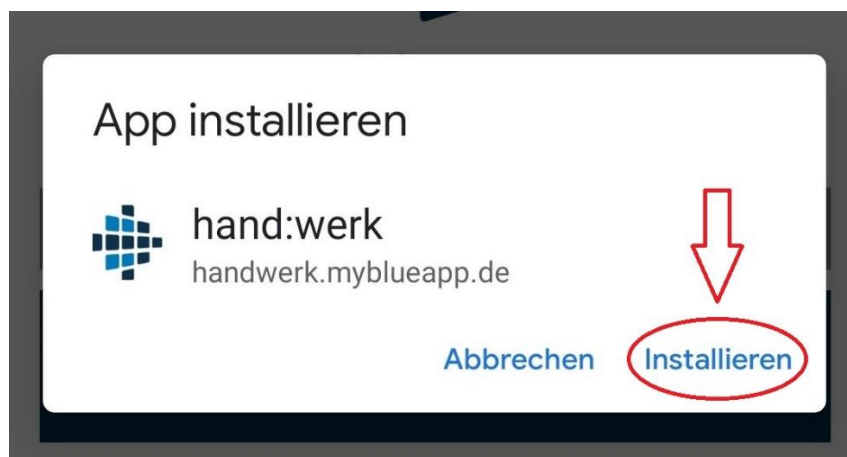 App installieren
hand:werk
handwerk.myblueapp.de
Abbrechen Installieren